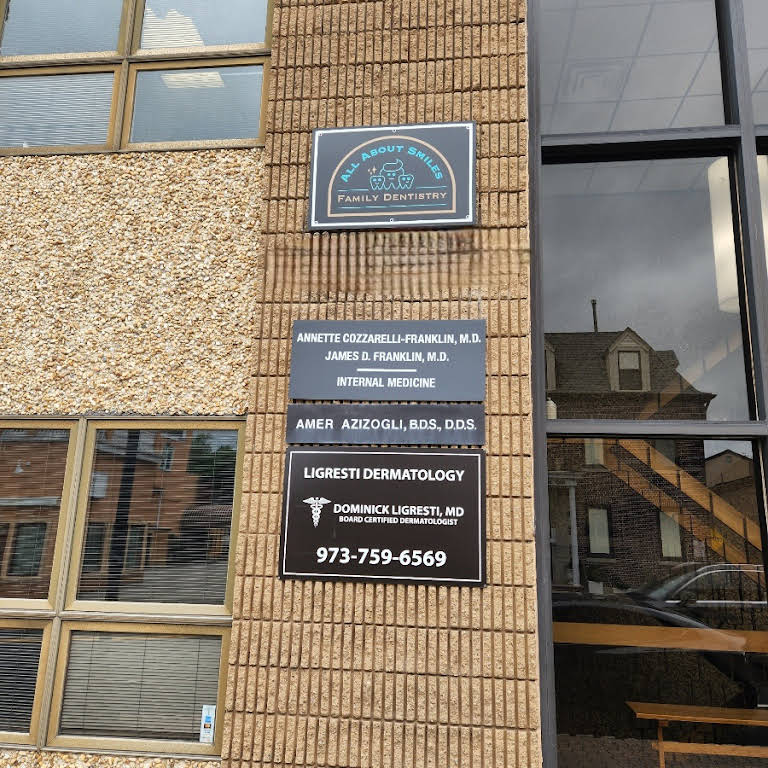 ALL ABOUT SMILES
FAMILY DENTISTRY
ANNETTE COZZARELLI-FRANKLIN, M.D.
JAMES D. FRANKLIN, M.D.
INTERNAL MEDICINE
AMER AZIZOGLI, B.D.S., D.D.S.
LIGRESTI DERMATOLOGY
DOMINICK LIGRESTI, MD
BOARD CERTIFIED DERMATOLOGIST
973-759-6569